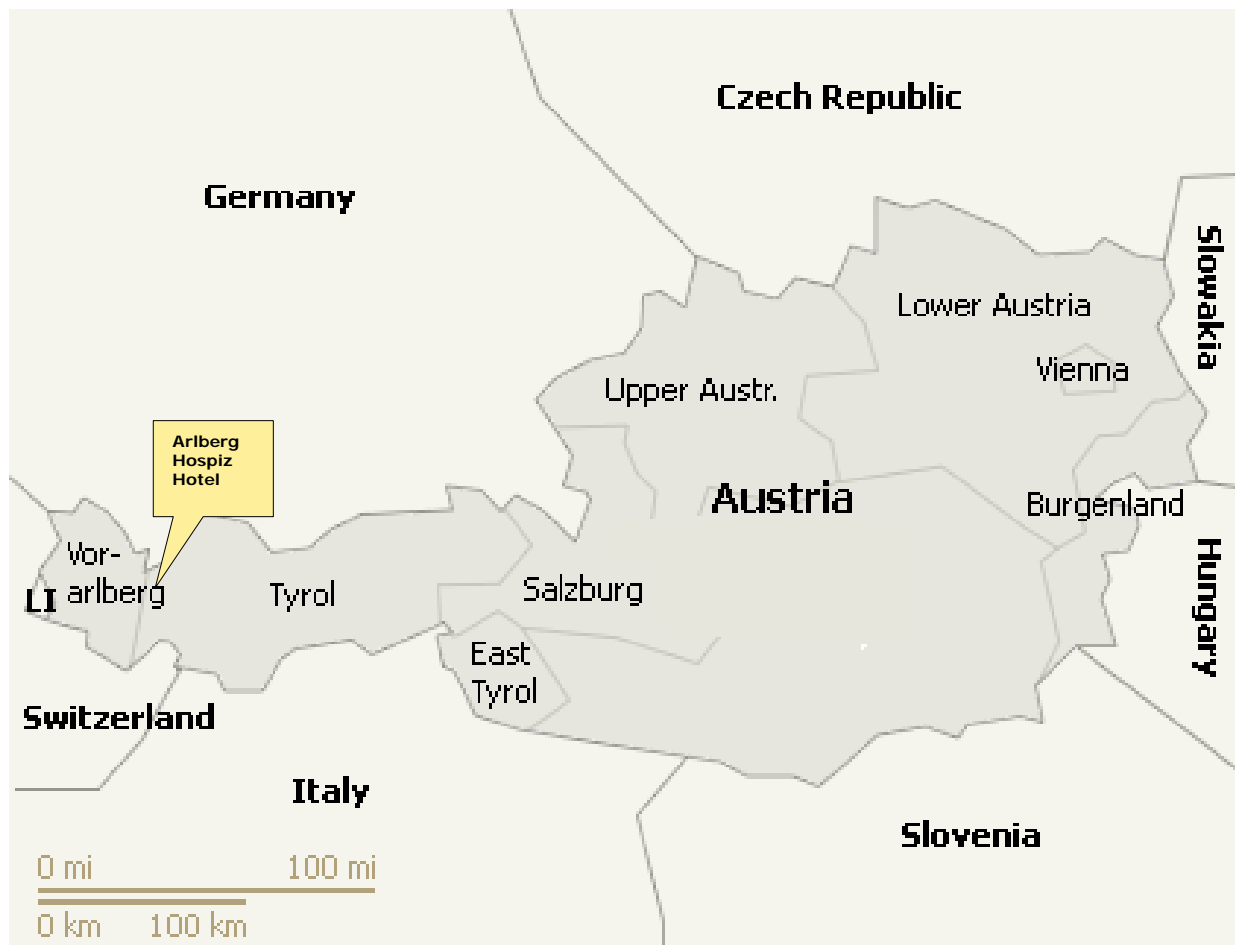 Czech Republic
Germany
Slowakia
Lower Austria
Vienna
Upper Austr.
Arlberg
Hospiz
Hotel
Austria
Burgenland
Vor-
arlberg
LI
Tyrol
Salzburg
Hungary
East
Tyrol
Switzerland
Italy
Slovenia
0 mi 100 mi
0 km 100 km